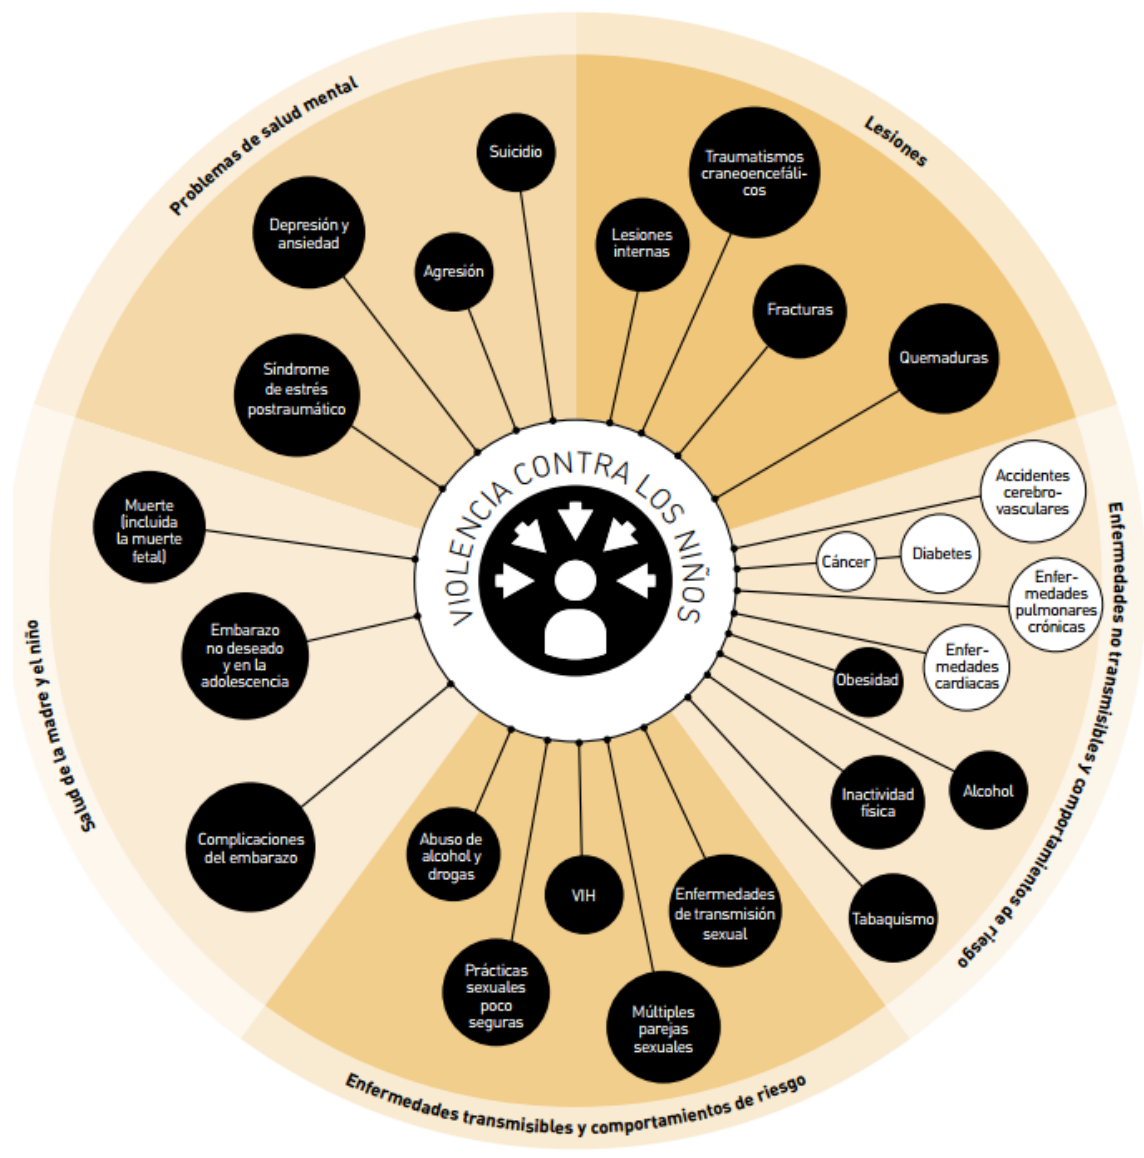 VIOLENCIA CONTRA LOS NIÑOS
Problemas de salud mental
Suicidio
Depresión y
ansiedad
Agresión
Síndrome
de estrés
postraumático
Lesiones
Traumatismos
craneoencefáli-
cos
Lesiones
internas
Fracturas
Quemaduras
Enfermedades no transmisibles y comportamientos de riesgo
Accidentes
cerebro-
vasculares
Cáncer
Diabetes
Enfer-
medades
pulmonares
crónicas
Enfer-
medades
cardiacas
Obesidad
Alcohol
Inactividad
física
Tabaquismo
Enfermedades transmisibles y comportamientos de riesgo
Enfermedades
de transmisión
sexual
Múltiples
parejas
sexuales
VIH
Prácticas
sexuales
poco
seguras
Abuso de
alcohol y
drogas
Salud de la madre y el niño
Complicaciones
del embarazo
Embarazo
no deseado
y en la
adolescencia
Muerte
(incluida
la muerte
fetal)